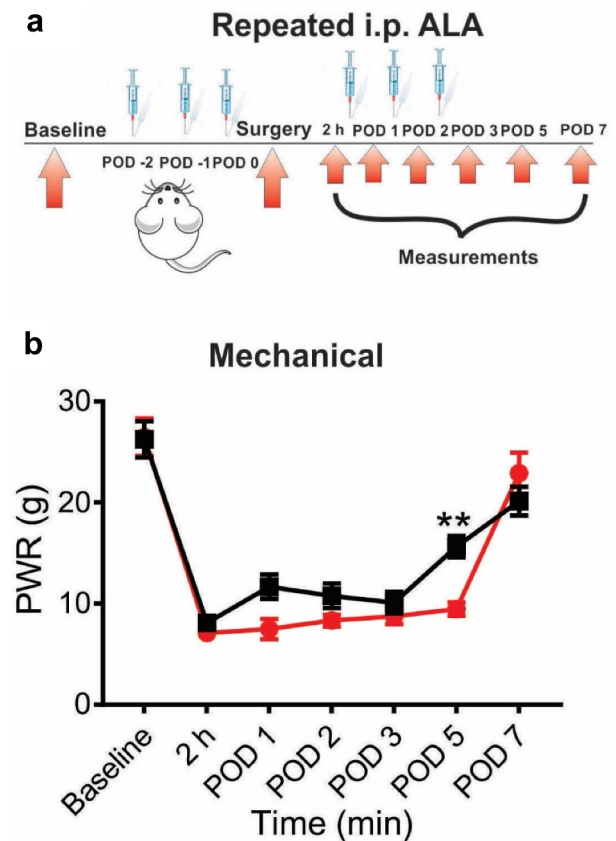 a
Repeated i.p. ALA
Baseline
Surgery
2 h
POD 1
POD 2
POD 3
POD 5
POD 7
POD -2
POD -1
POD 0
Measurements
b
Mechanical
PWR (g)
30
20
10
0
**
Baseline
2 h
POD 1
POD 2
POD 3
POD 5
POD 7
Time (min)